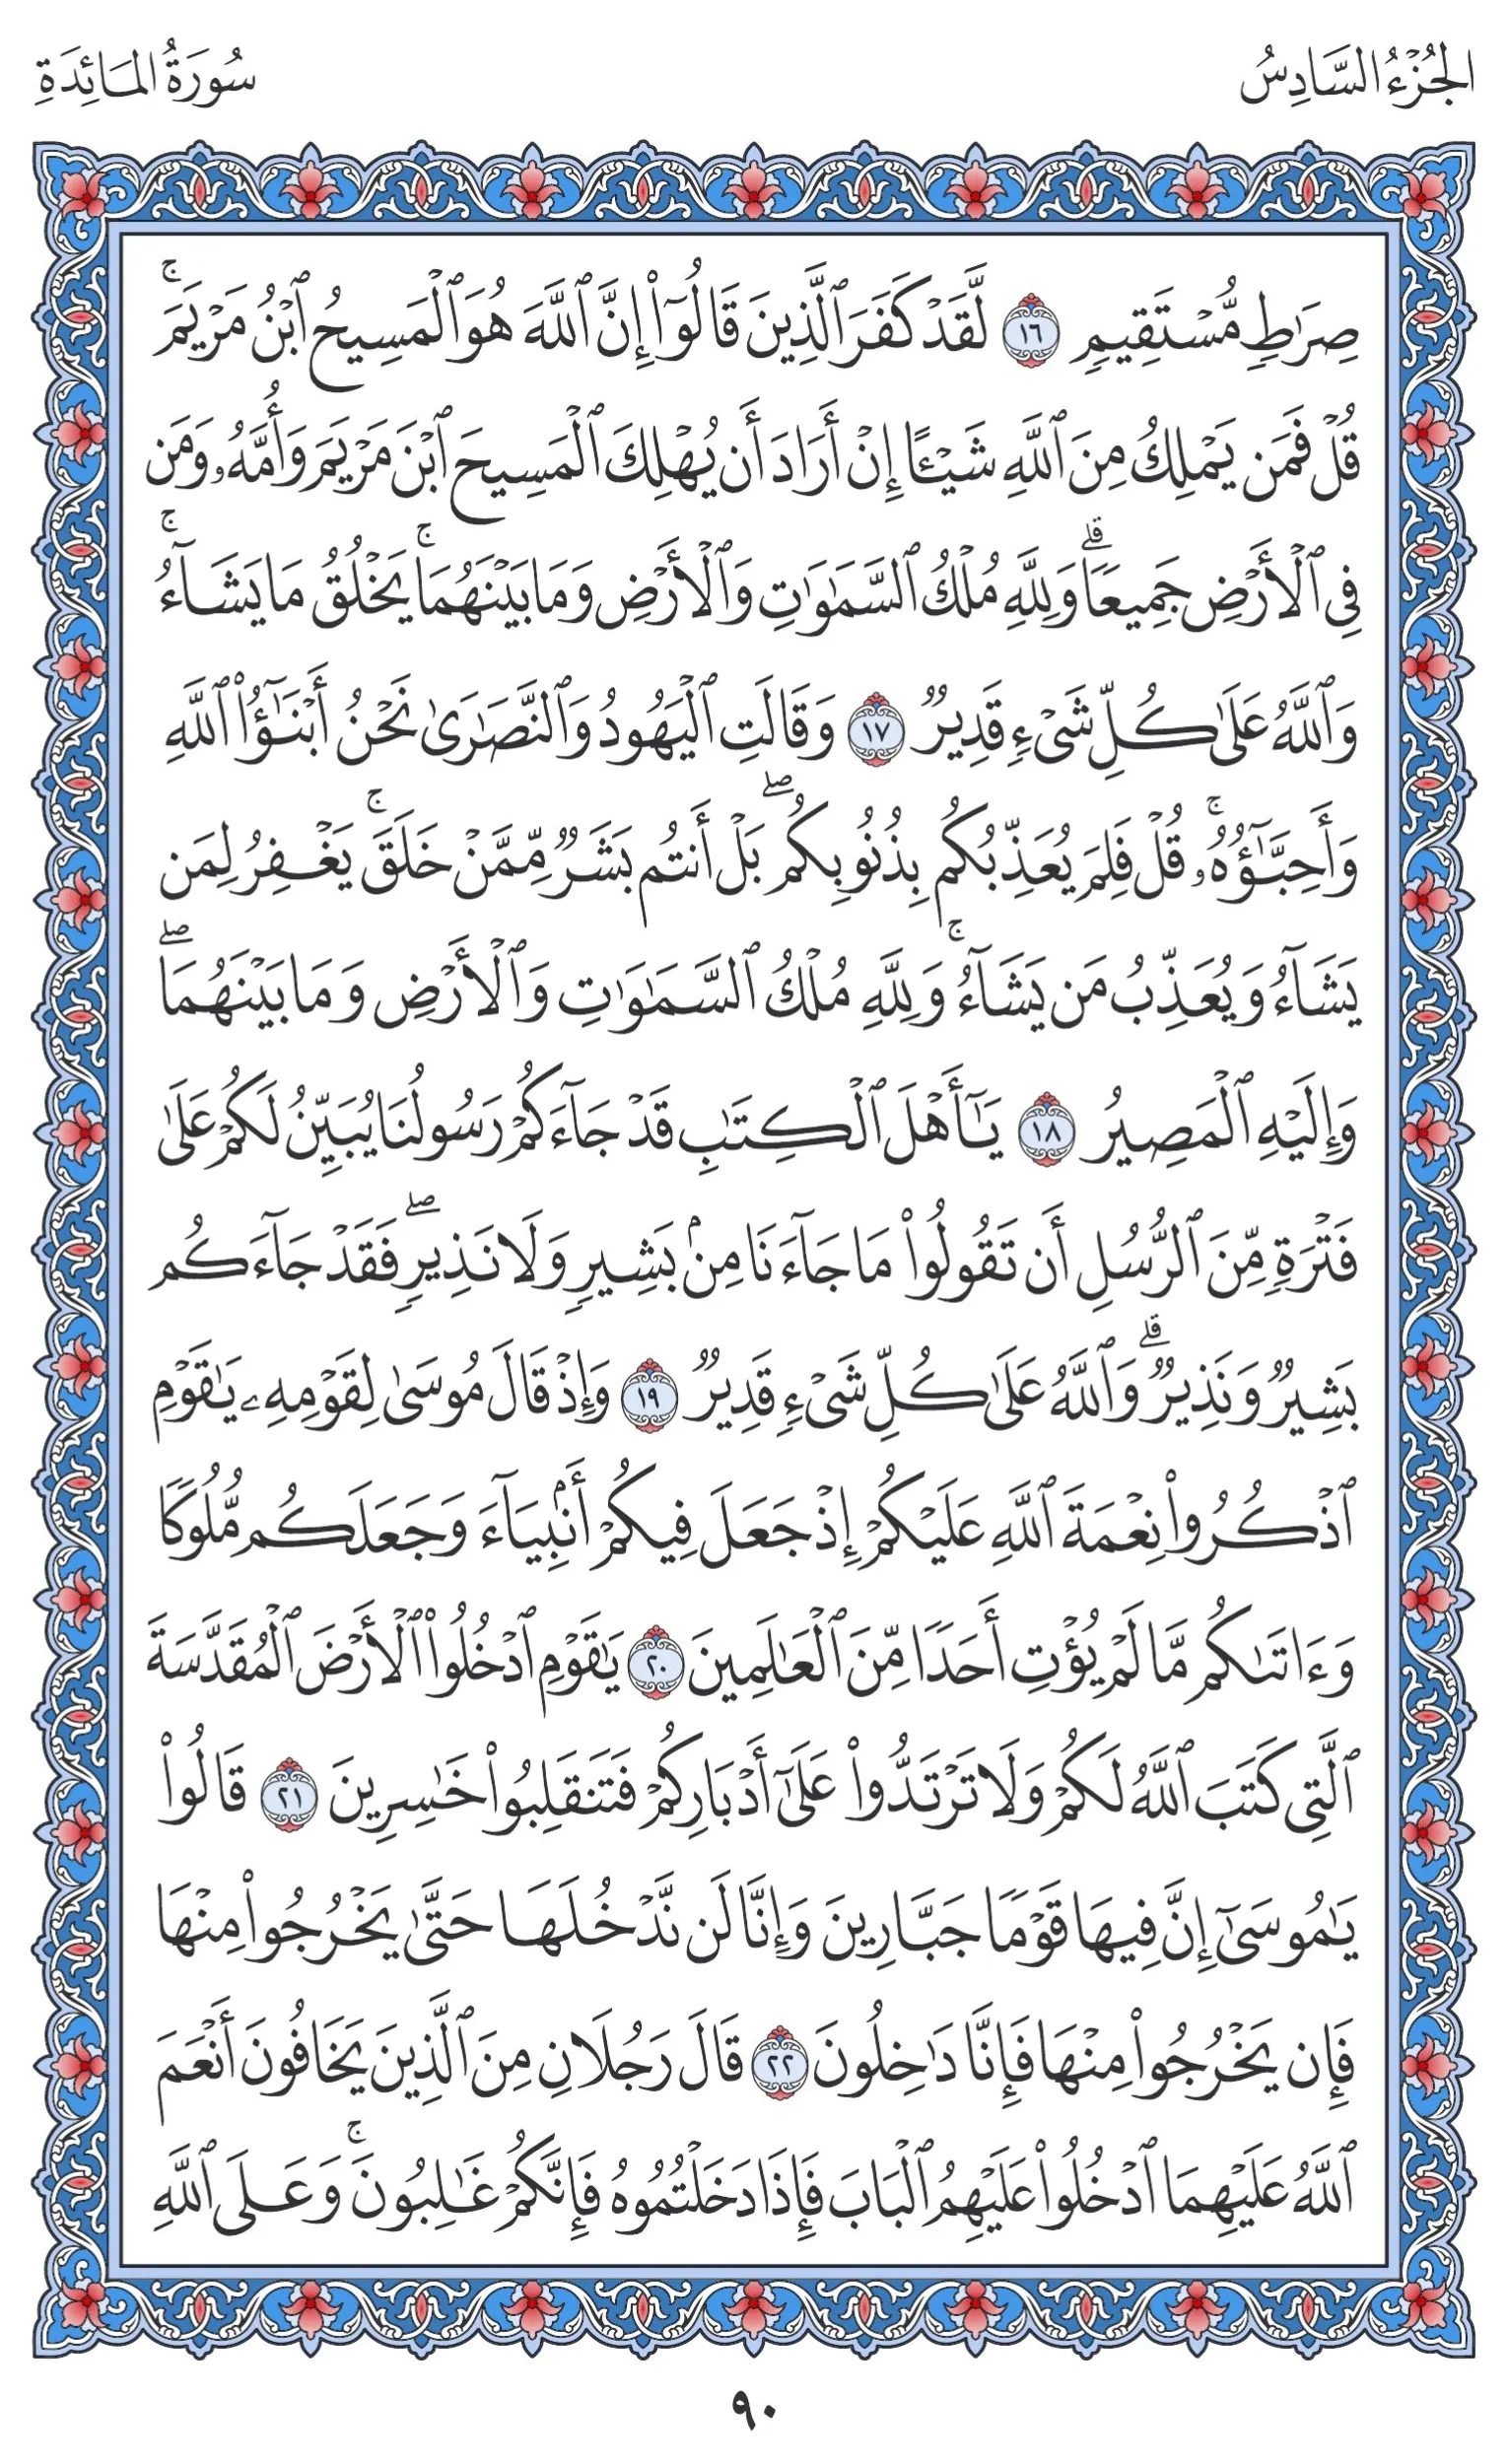 الجُزْءُ السَّادِسُ
سُورَةُ المَائِدَةِ
صِرَٰطٖ مُّسۡتَقِيمٖ ١٦ لَّقَدۡ كَفَرَ ٱلَّذِينَ قَالُوٓاْ إِنَّ ٱللَّهَ هُوَ ٱلۡمَسِيحُ ٱبۡنُ مَرۡيَمَۚ
قُلۡ فَمَن يَمۡلِكُ مِنَ ٱللَّهِ شَيۡـًٔا إِنۡ أَرَادَ أَن يُهۡلِكَ ٱلۡمَسِيحَ ٱبۡنَ مَرۡيَمَ وَأُمَّهُۥ وَمَن
فِي ٱلۡأَرۡضِ جَمِيعٗاۗ وَلِلَّهِ مُلۡكُ ٱلسَّمَٰوَٰتِ وَٱلۡأَرۡضِ وَمَا بَيۡنَهُمَاۚ يَخۡلُقُ مَا يَشَآءُۚ
وَٱللَّهُ عَلَىٰ كُلِّ شَيۡءٖ قَدِيرٞ ١٧ وَقَالَتِ ٱلۡيَهُودُ وَٱلنَّصَٰرَىٰ نَحۡنُ أَبۡنَٰٓؤُاْ ٱللَّهِ
وَأَحِبَّٰٓؤُهُۥۚ قُلۡ فَلِمَ يُعَذِّبُكُم بِذُنُوبِكُمۖ بَلۡ أَنتُم بَشَرٞ مِّمَّنۡ خَلَقَۚ يَغۡفِرُ لِمَن
يَشَآءُ وَيُعَذِّبُ مَن يَشَآءُۚ وَلِلَّهِ مُلۡكُ ٱلسَّمَٰوَٰتِ وَٱلۡأَرۡضِ وَمَا بَيۡنَهُمَاۖ
وَإِلَيۡهِ ٱلۡمَصِيرُ ١٨ يَٰٓأَهۡلَ ٱلۡكِتَٰبِ قَدۡ جَآءَكُمۡ رَسُولُنَا يُبَيِّنُ لَكُمۡ عَلَىٰ
فَتۡرَةٖ مِّنَ ٱلرُّسُلِ أَن تَقُولُواْ مَا جَآءَنَا مِنۢ بَشِيرٖ وَلَا نَذِيرٖۖ فَقَدۡ جَآءَكُم
بَشِيرٞ وَنَذِيرٞۗ وَٱللَّهُ عَلَىٰ كُلِّ شَيۡءٖ قَدِيرٞ ١٩ وَإِذۡ قَالَ مُوسَىٰ لِقَوۡمِهِۦ يَٰقَوۡمِ
ٱذۡكُرُواْ نِعۡمَةَ ٱللَّهِ عَلَيۡكُمۡ إِذۡ جَعَلَ فِيكُمۡ أَنۢبِيَآءَ وَجَعَلَكُم مُّلُوكٗا
وَءَاتَىٰكُم مَّا لَمۡ يُؤۡتِ أَحَدٗا مِّنَ ٱلۡعَٰلَمِينَ ٢٠ يَٰقَوۡمِ ٱدۡخُلُواْ ٱلۡأَرۡضَ ٱلۡمُقَدَّسَةَ
ٱلَّتِي كَتَبَ ٱللَّهُ لَكُمۡ وَلَا تَرۡتَدُّواْ عَلَىٰٓ أَدۡبَارِكُمۡ فَتَنقَلِبُواْ خَٰسِرِينَ ٢١ قَالُواْ
يَٰمُوسَىٰٓ إِنَّ فِيهَا قَوۡمٗا جَبَّارِينَ وَإِنَّا لَن نَّدۡخُلَهَا حَتَّىٰ يَخۡرُجُواْ مِنۡهَا
فَإِن يَخۡرُجُواْ مِنۡهَا فَإِنَّا دَٰخِلُونَ ٢٢ قَالَ رَجُلَانِ مِنَ ٱلَّذِينَ يَخَافُونَ أَنۡعَمَ
ٱللَّهُ عَلَيۡهِمَا ٱدۡخُلُواْ عَلَيۡهِمُ ٱلۡبَابَ فَإِذَا دَخَلۡتُمُوهُ فَإِنَّكُمۡ غَٰلِبُونَۚ وَعَلَى ٱللَّهِ
٩٠